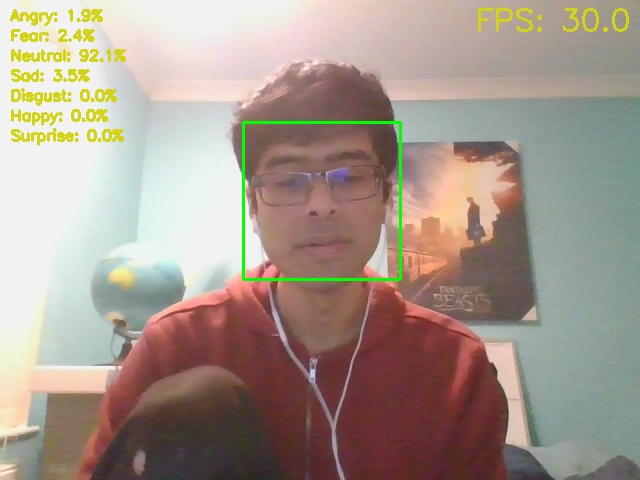 Angry: 1.9%
FPS: 30.0
Fear: 2.4%
Neutral: 92.1%
Sad: 3.5%
Disgust: 0.0%
Happy: 0.0%
Surprise: 0.0%
FANTASTIC
BEASTS